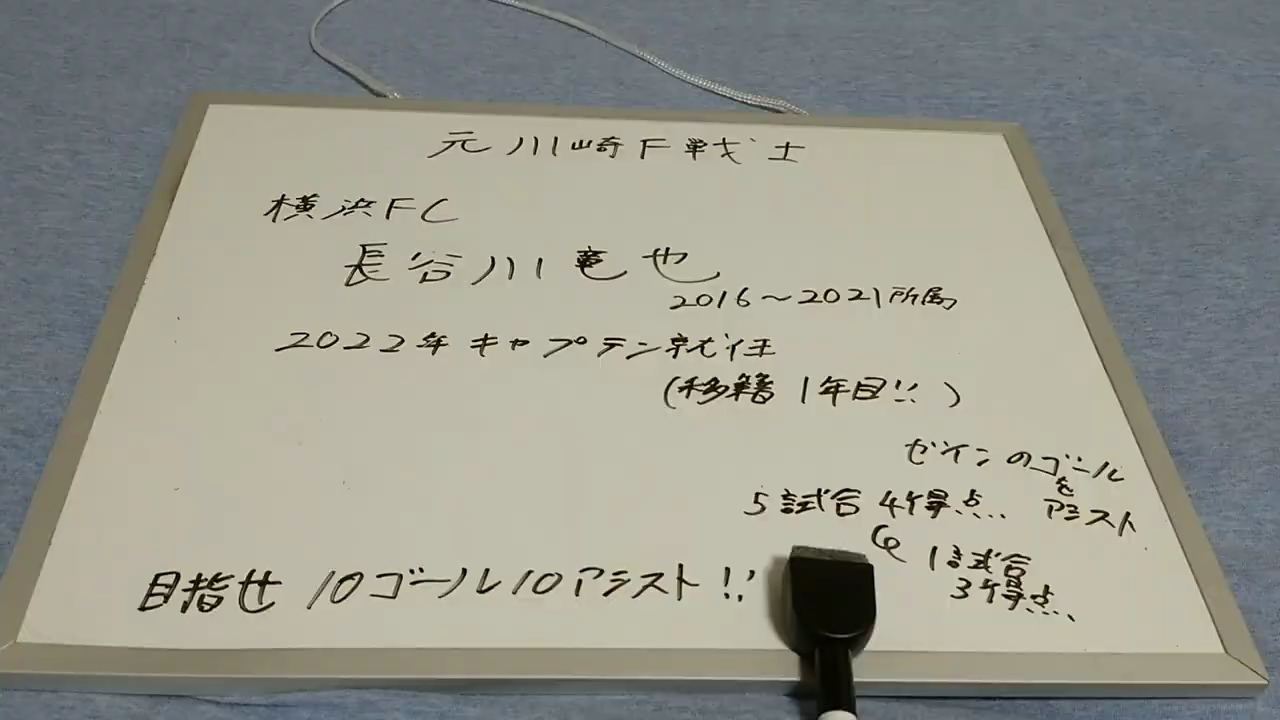 元川崎F戦士
横浜FC
長谷川竜也
2016〜2021所属
2022年キャプテン就任
(移籍1年目!!)
ゼインのゴール
を
アシスト
5試合4得点
1試合
3得点
目指せ10ゴール10アシスト!!